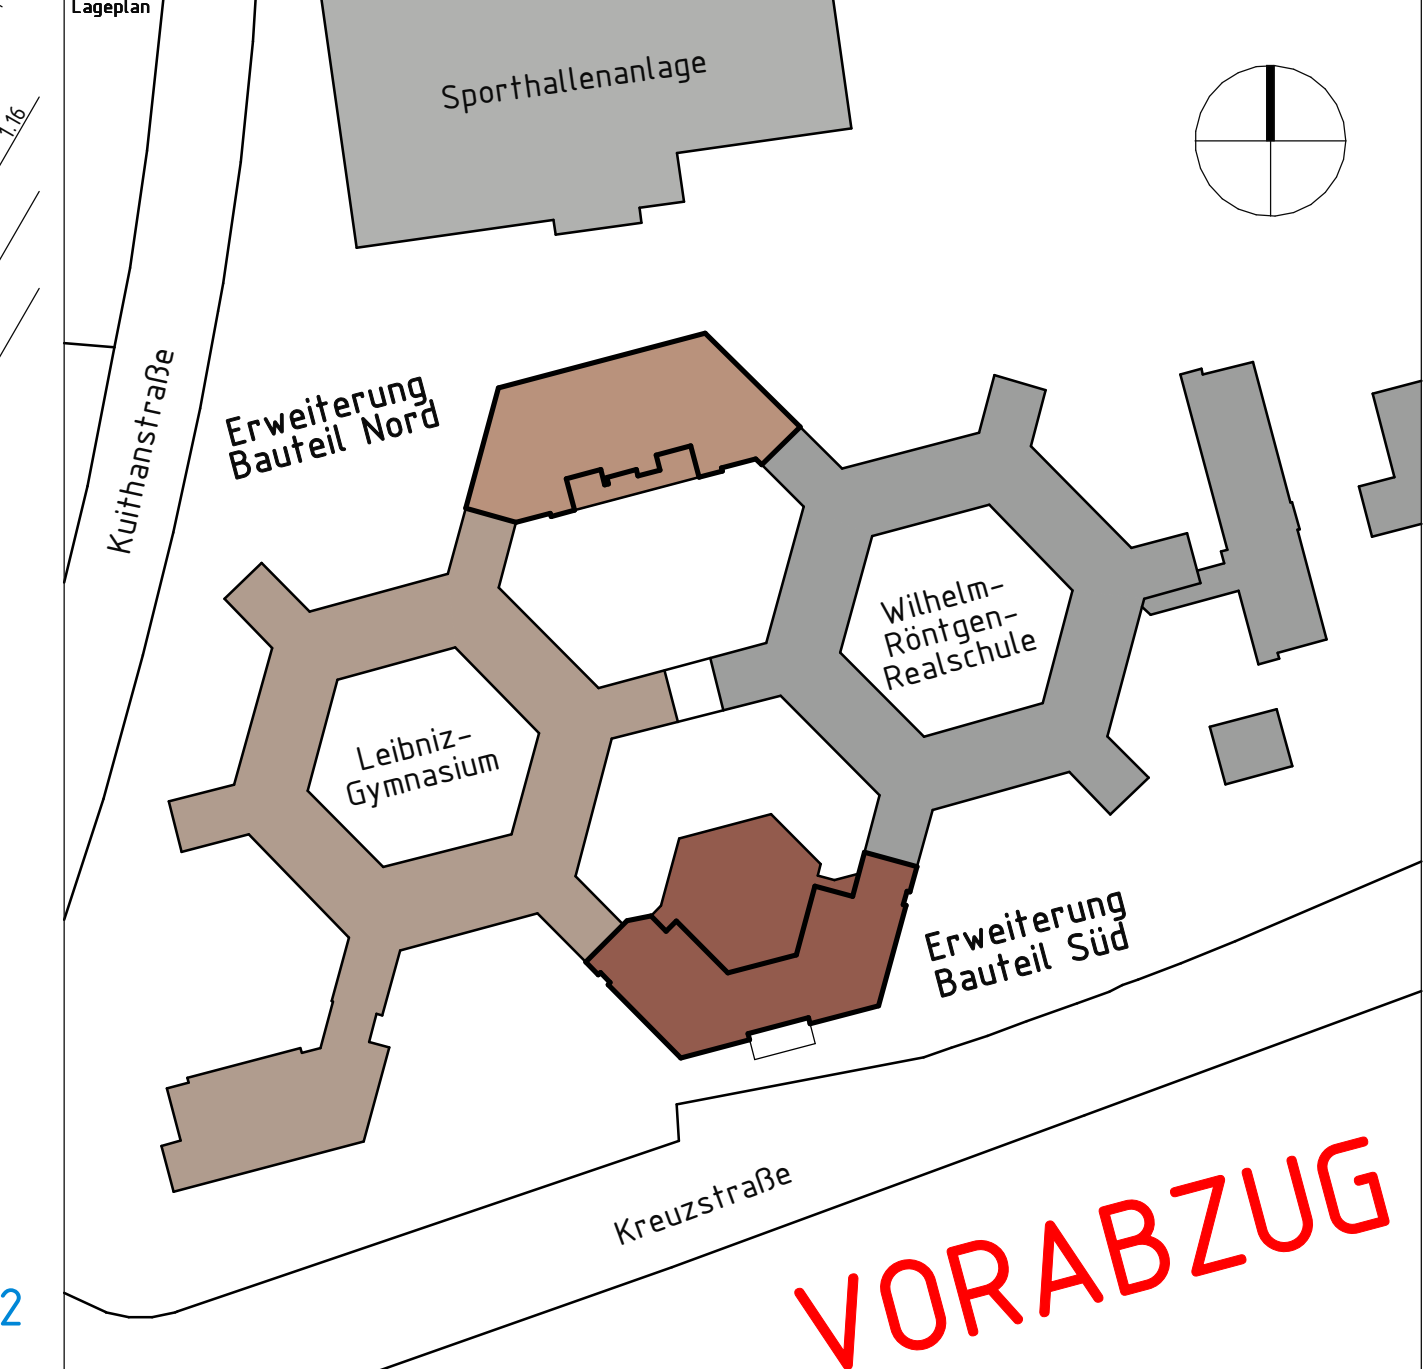 Lageplan
Sporthallenanlage
1.16
Kuithanstraße
Erweiterung
Bauteil Nord
Wilhelm-
Röntgen-
Realschule
Leibniz-
Gymnasium
Erweiterung
Bauteil Süd
Kreuzstraße
VORABZUG
2